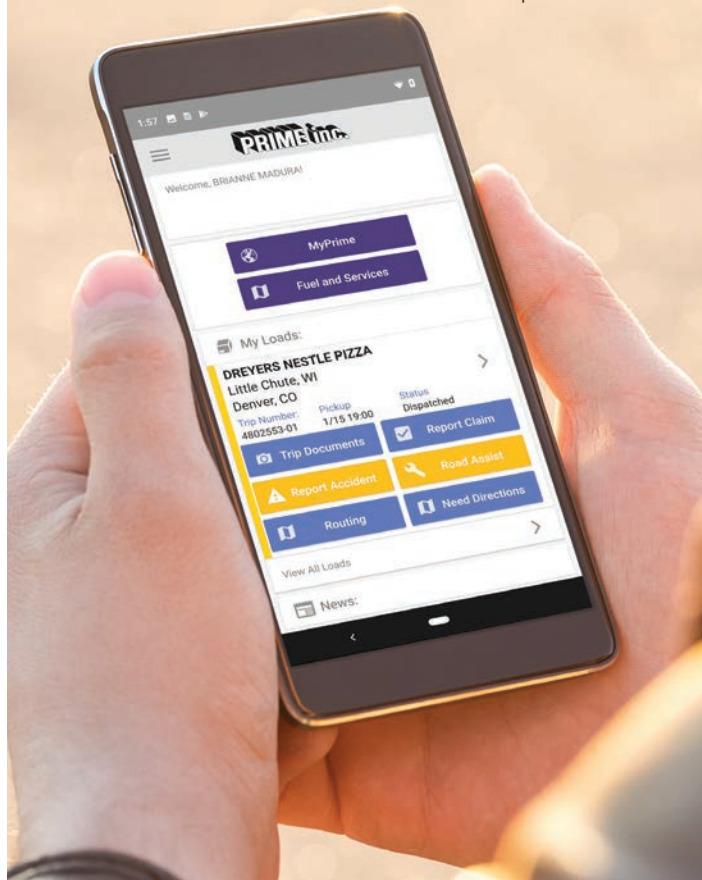 1:57
PRIME inc.
Welcome, BRIANNE MADURA!
MyPrime
Fuel and Services
My Loads:
DREYERS NESTLE PIZZA
Little Chute, WI
Denver, CO
Trip Number: Pickup Status
4802553-01 1/15 19:00 Dispatched
Trip Documents Report Claim
Report Accident Road Assist
Routing Need Directions
View All Loads
News: